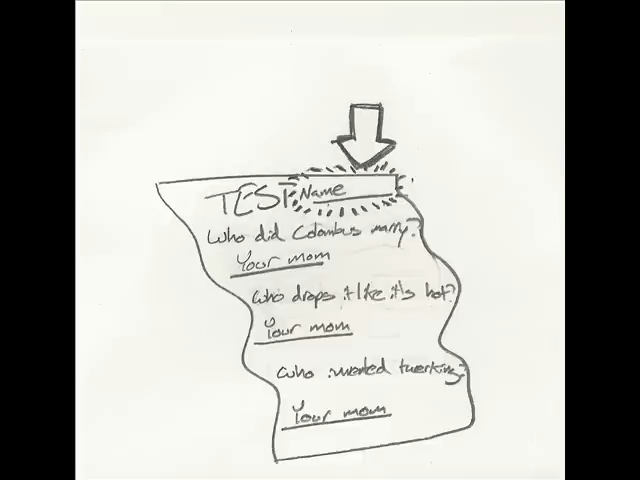 TEST Name
Who did Colombus marry?
Your mom
Who drops it like it's hot?
Your mom
Who invented twerking?
Your mom